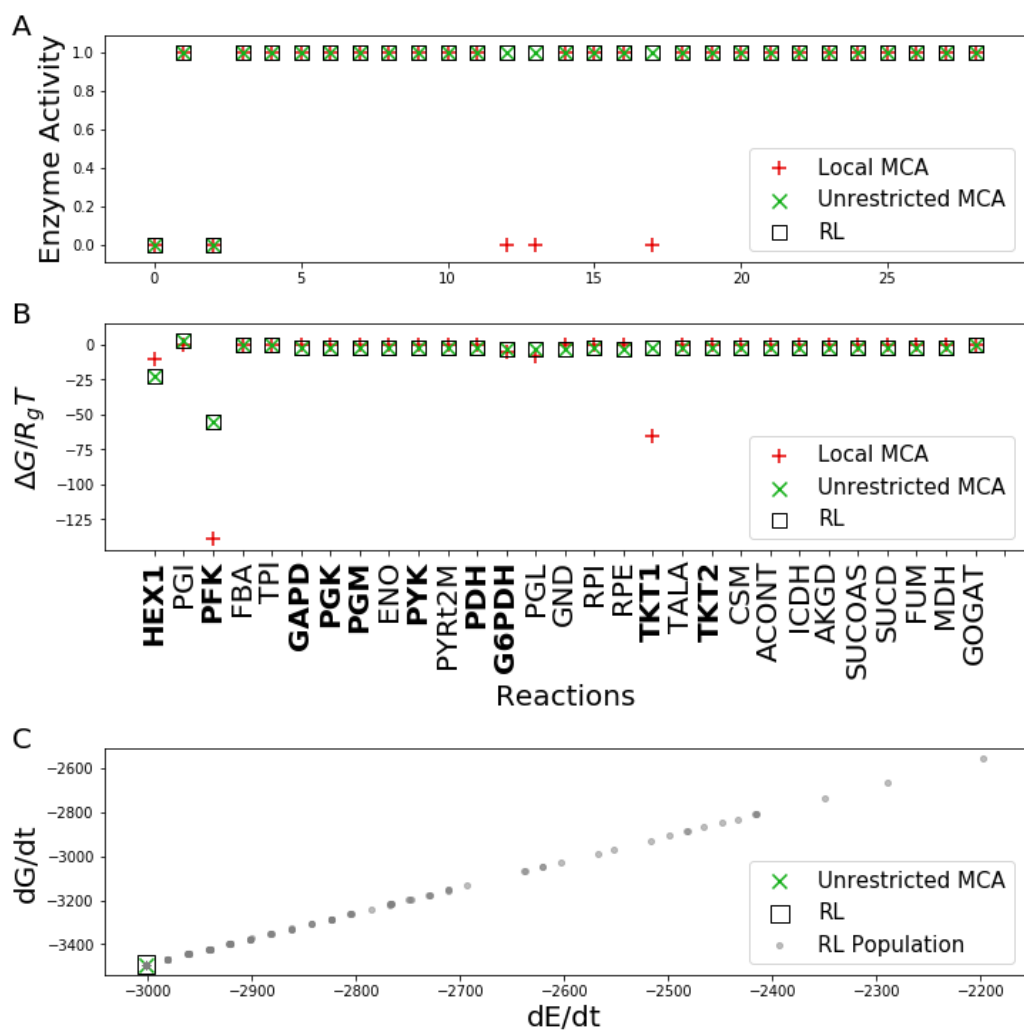 A
Enzyme Activity
1.0
0.8
0.6
0.4
0.2
0.0
Local MCA
Unrestricted MCA
RL
0 5 10 15 20 25
B
ΔG/RgT
0
−25
−50
−75
−100
−125
Local MCA
Unrestricted MCA
RL
HEX1
PGI
PFK
FBA
TPI
GAPD
PGK
PGM
ENO
PYK
PYRt2M
PDH
G6PDH
PGL
GND
RPI
RPE
TKT1
TALA
TKT2
CSM
ACONT
ICDH
AKGD
SUCOAS
SUCD
FUM
MDH
GOGAT
Reactions
C
dG/dt
−2600
−2800
−3000
−3200
−3400
Unrestricted MCA
RL
RL Population
−3000 −2900 −2800 −2700 −2600 −2500 −2400 −2300 −2200
dE/dt